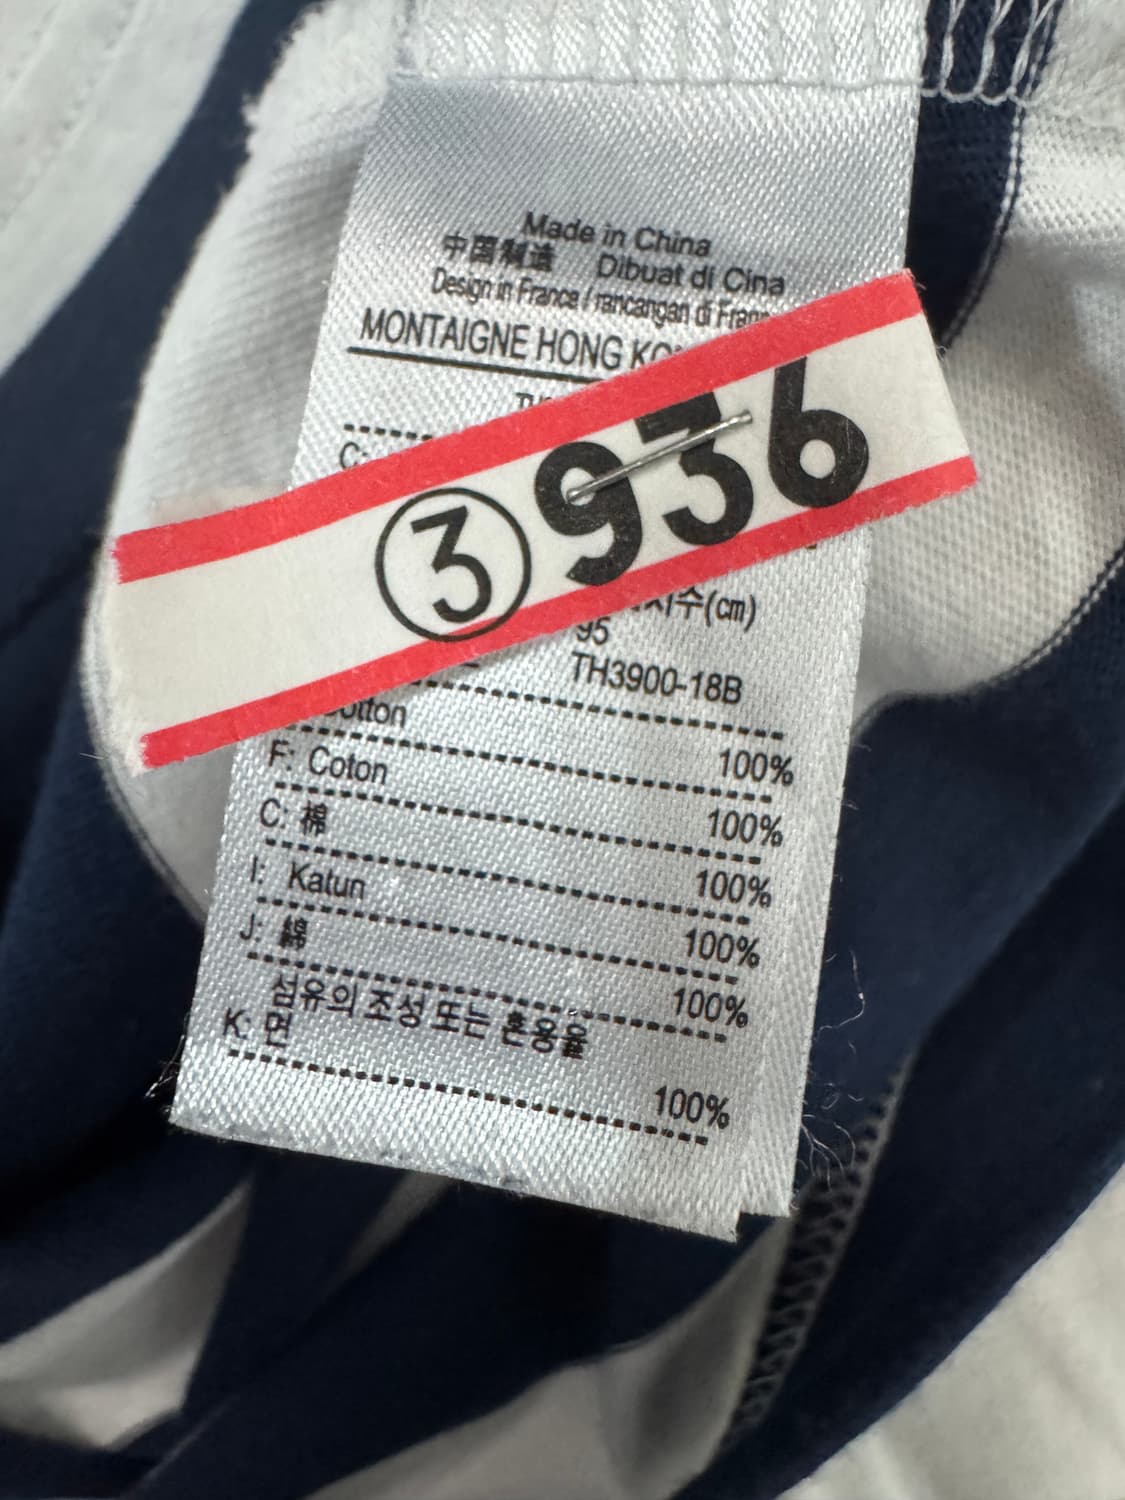 Made in China
中国制造 Dibuat di Cina
Design in France / rancangan di
MONTAIGNE HONG
C:
③ 936
(cm)
95
TH3900-18B
100%
F: Coton 100%
C: 棉 100%
I: Katun 100%
J: 綿 100%
섬유의 조성 또는 혼용율
K: 면 100%